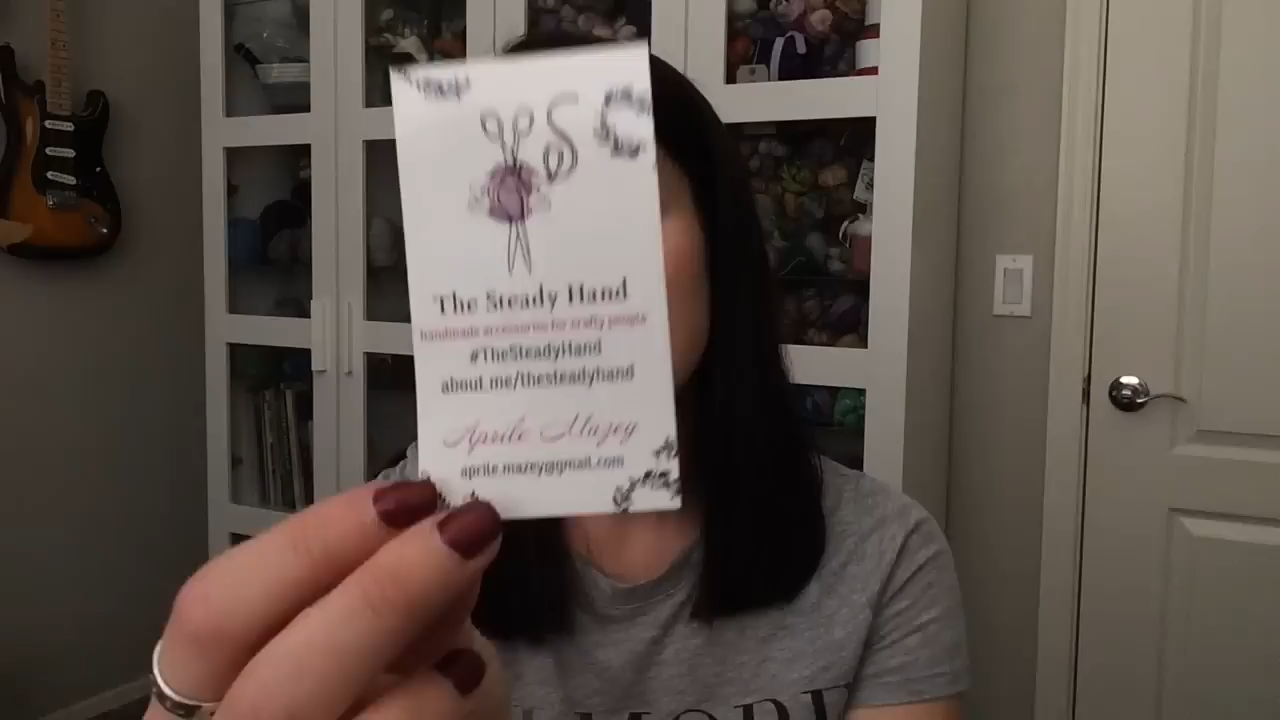 The Steady Hand
handmade accessories for crafty people
#TheSteadyHand
about.me/thesteadyhand
Aprile Mazey
aprile.mazey@gmail.com